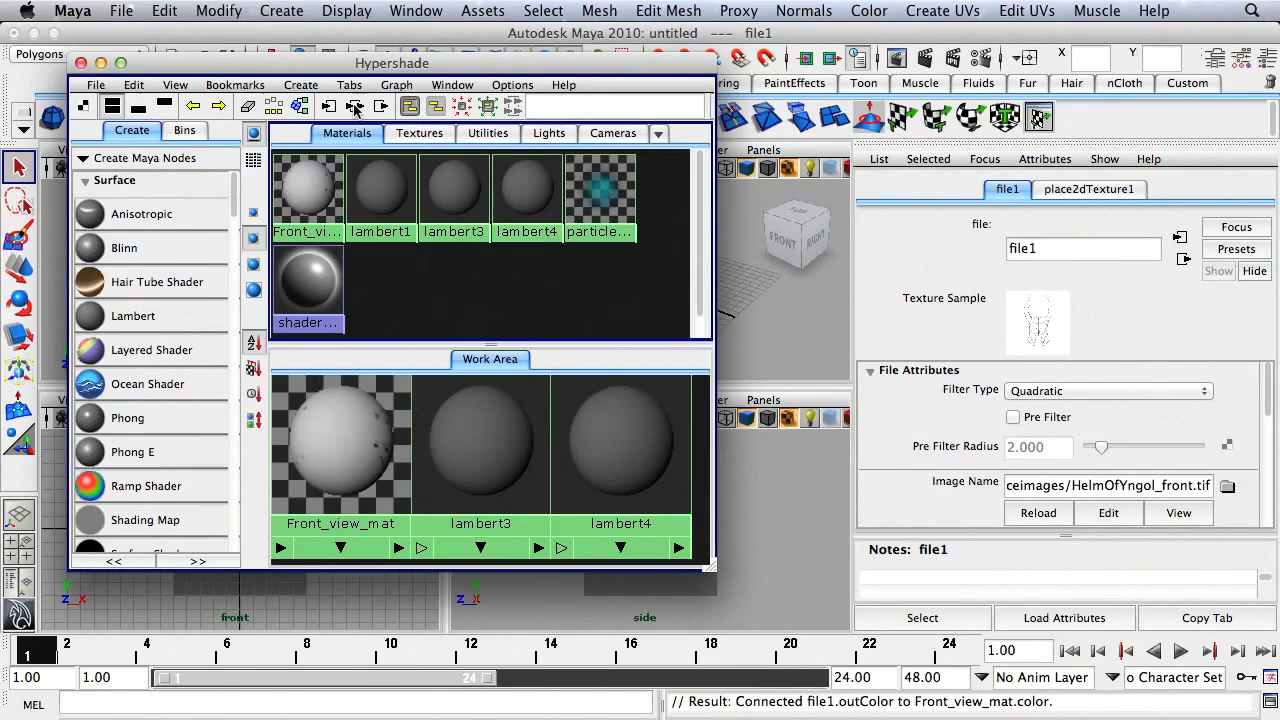 Maya File Edit Modify Create Display Window Assets Select Mesh Edit Mesh Proxy Normals Color Create UVs Edit UVs Muscle Help
Autodesk Maya 2010: untitled --- file1
Polygons
X: Y:
Hypershade
File Edit View Bookmarks Create Tabs Graph Window Options Help
PaintEffects Toon Muscle Fluids Fur Hair nCloth Custom
Create Bins
Materials Textures Utilities Lights Cameras
Panels
List Selected Focus Attributes Show Help
Create Maya Nodes
Surface
Anisotropic
Blinn
Hair Tube Shader
Lambert
Layered Shader
Ocean Shader
Phong
Phong E
Ramp Shader
Shading Map
<< >>
Front_vi... lambert1 lambert3 lambert4 particle...
shader...
Work Area
Front_view_mat lambert3 lambert4
FRONT RIGHT
Panels
file1 place2dTexture1
file:
file1
Focus
Presets
Show Hide
Texture Sample
File Attributes
Filter Type Quadratic
Pre Filter
Pre Filter Radius 2.000
Image Name ceimages/HelmOfYngol_front.tif
Reload Edit View
Notes: file1
Select Load Attributes Copy Tab
y
x
front
y
z x
side
1 2 4 6 8 10 12 14 16 18 20 22 24
1.00
1.00 1.00 1 24 24.00 48.00 No Anim Layer o Character Set
MEL
// Result: Connected file1.outColor to Front_view_mat.color.